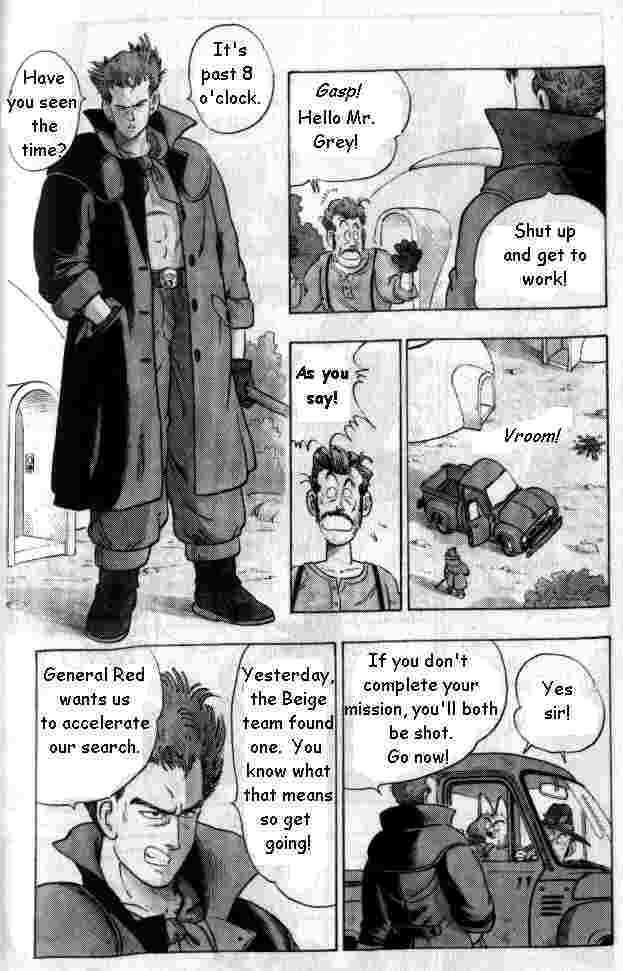 Have
you seen
the
time?
It's
past 8
o'clock.
Gasp!
Hello Mr.
Grey!
Shut up
and get to
work!
As you
say!
Vroom!
General Red
wants us
to accelerate
our search.
Yesterday,
the Beige
team found
one. You
know what
that means
so get
going!
If you don't
complete your
mission, you'll both
be shot.
Go now!
Yes
sir!